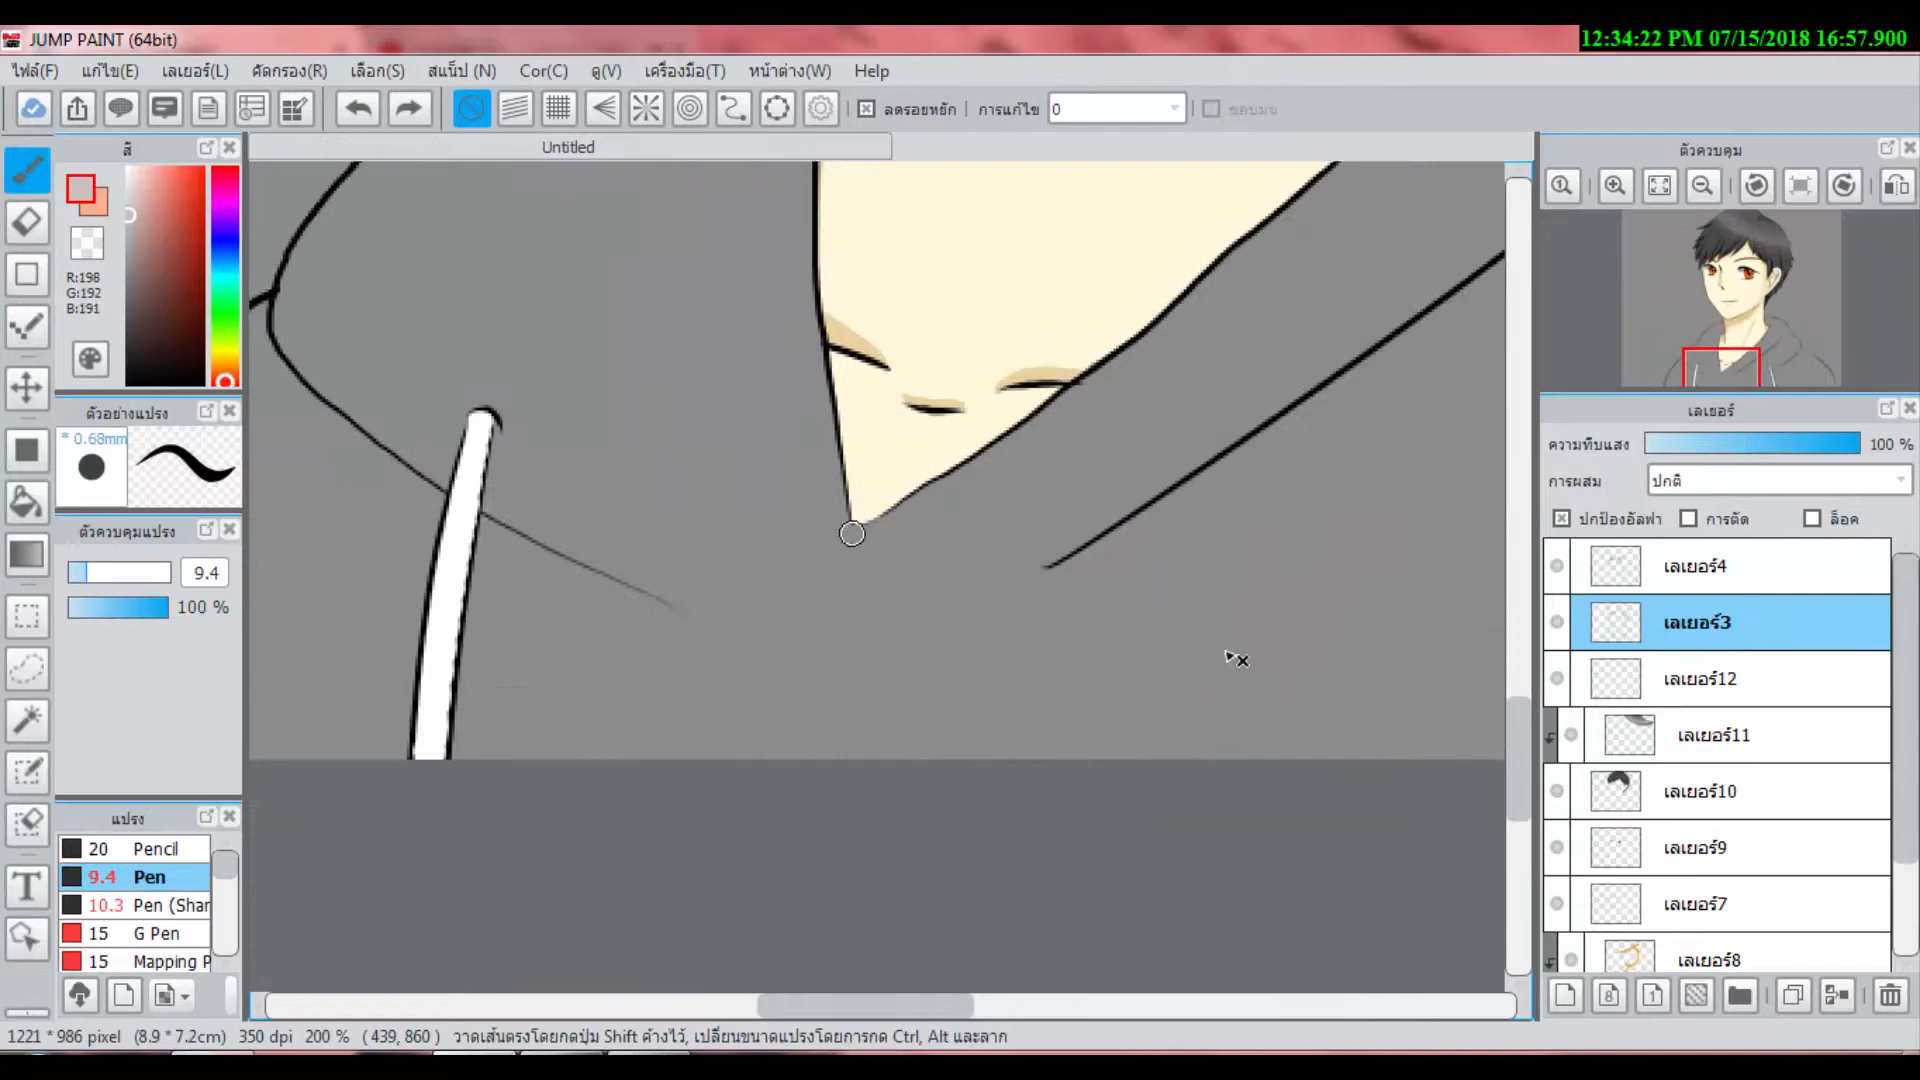 JUMP PAINT (64bit)
12:34:22 PM 07/15/2018 16:57.900
ไฟล์(F) แก้ไข(E) เลเยอร์(L) คัดกรอง(R) เลือก(S) สแน็ป (N) Cor(C) ดู(V) เครื่องมือ(T) หน้าต่าง(W) Help
ลดรอยหยัก การแก้ไข 0 ขอบมน
สี
Untitled
ตัวควบคุม
R:198
G:192
B:191
ตัวอย่างแปรง
* 0.68mm
ตัวควบคุมแปรง
9.4
100 %
แปรง
20 Pencil
9.4 Pen
10.3 Pen (Shar
15 G Pen
15 Mapping P
เลเยอร์
ความทึบแสง 100 %
การผสม ปกติ
ปกป้องอัลฟา การตัด ล็อค
เลเยอร์4
เลเยอร์3
เลเยอร์12
เลเยอร์11
เลเยอร์10
เลเยอร์9
เลเยอร์7
เลเยอร์8
1221 * 986 pixel (8.9 * 7.2cm) 350 dpi 200 % (439, 860) วาดเส้นตรงโดยกดปุ่ม Shift ค้างไว้, เปลี่ยนขนาดแปรงโดยการกด Ctrl, Alt และลาก